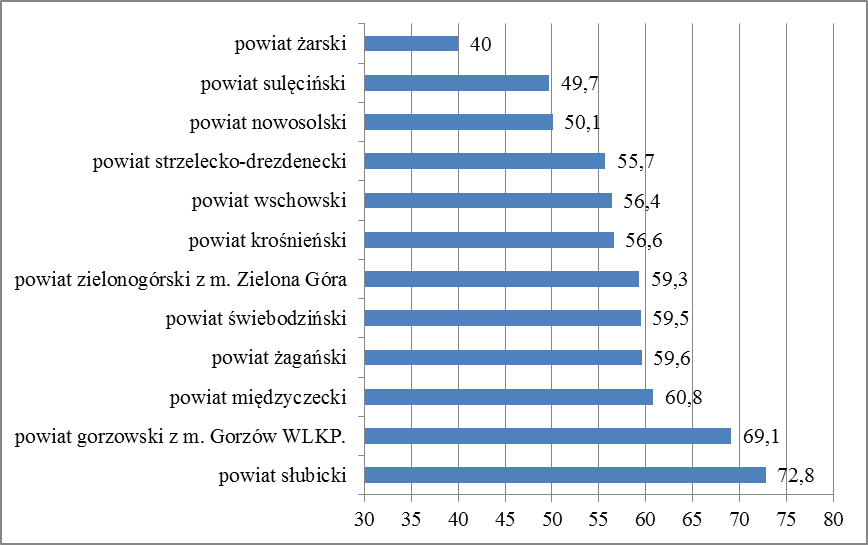 powiat żarski 40
powiat sulęciński 49,7
powiat nowosolski 50,1
powiat strzelecko-drezdenecki 55,7
powiat wschowski 56,4
powiat krośnieński 56,6
powiat zielonogórski z m. Zielona Góra 59,3
powiat świebodziński 59,5
powiat żagański 59,6
powiat międzyczecki 60,8
powiat gorzowski z m. Gorzów WLKP. 69,1
powiat słubicki 72,8
30 35 40 45 50 55 60 65 70 75 80